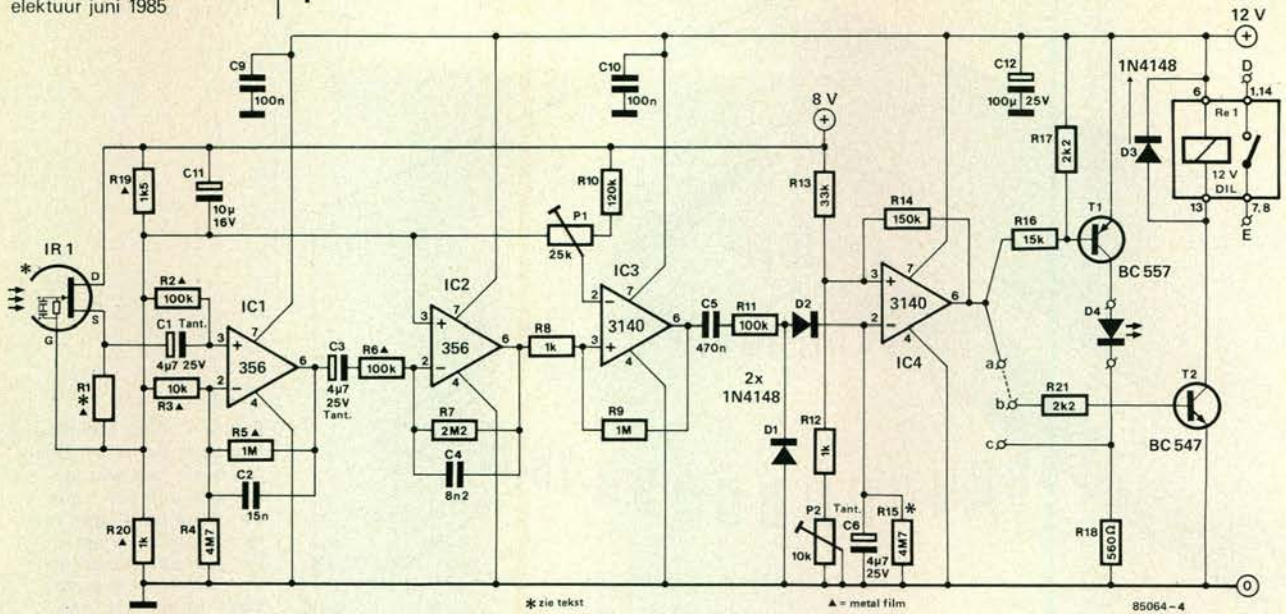 elektuur juni 1985
12 V
C9
100n
C10
100n
C12
100μ 25V
8 V
R17
2k2
1N4148
D
6
1,14
Re 1
D3
12 V
DIL
13
7,8
E
R19
1k5
C11
10μ
16V
R10
120k
P1
25k
R13
33k
R14
150k
R16
15k
T1
BC 557
IR 1
*
D
S
G
R2
100k
C1 Tant.
4μ7 25V
R3
10k
IC1
3
2
7
356
6
4
C3
4μ7
25V
Tant.
R6
100k
IC2
3
2
7
356
6
4
R8
1k
IC3
2
3
7
3140
6
4
C5
470n
R11
100k
D2
3
2
7
3140
6
4
IC4
D4
a
b
c
R21
2k2
T2
BC 547
R1
*
R5
1M
C2
15n
R7
2M2
C4
8n2
R9
1M
2x
1N4148
D1
R12
1k
R20
1k
R4
4M7
P2
10k
Tant.
C6
4μ7
25V
R15
*
4M7
R18
560Ω
0
* zie tekst
▲ = metal film
85064-4